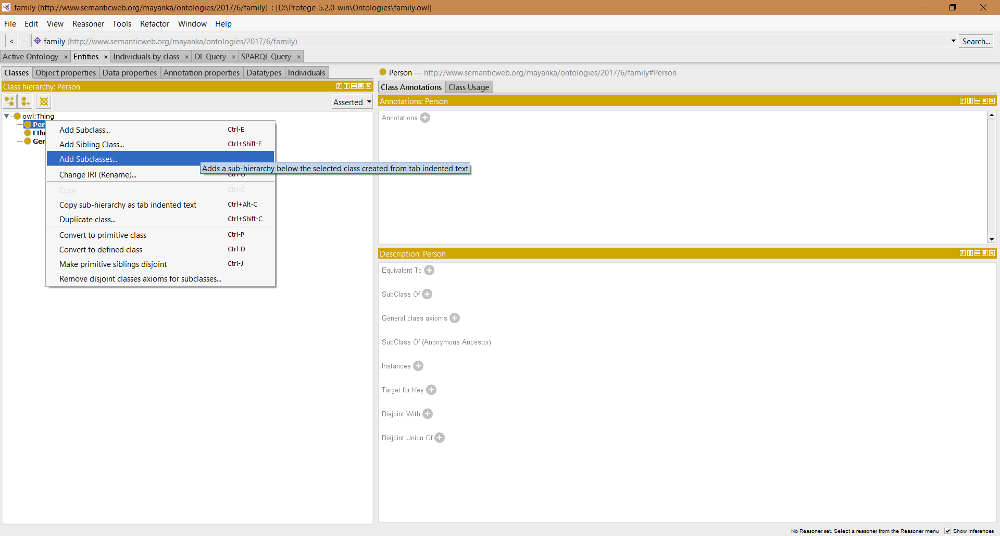 family (http://www.semanticweb.org/mayanka/ontologies/2017/6/family) : [D:\Protege-5.2.0-win\Ontologies\family.owl]
File Edit View Reasoner Tools Refactor Window Help
< > family (http://www.semanticweb.org/mayanka/ontologies/2017/6/family) Search...
Active Ontology × Entities × Individuals by class × DL Query × SPARQL Query ×
Classes Object properties Data properties Annotation properties Datatypes Individuals
Class hierarchy: Person
Asserted
owl:Thing
Per
Eth
Gen
Add Subclass... Ctrl-E
Add Sibling Class... Ctrl+Shift-E
Add Subclasses...
Adds a sub-hierarchy below the selected class created from tab indented text
Change IRI (Rename)... Ctrl-U
Copy Ctrl-C
Copy sub-hierarchy as tab indented text Ctrl+Alt-C
Duplicate class... Ctrl+Shift-C
Convert to primitive class Ctrl-P
Convert to defined class Ctrl-D
Make primitive siblings disjoint Ctrl-J
Remove disjoint classes axioms for subclasses...
Person — http://www.semanticweb.org/mayanka/ontologies/2017/6/family#Person
Class Annotations Class Usage
Annotations: Person
Annotations
Description: Person
Equivalent To
SubClass Of
General class axioms
SubClass Of (Anonymous Ancestor)
Instances
Target for Key
Disjoint With
Disjoint Union Of
No Reasoner set. Select a reasoner from the Reasoner menu Show Inferences